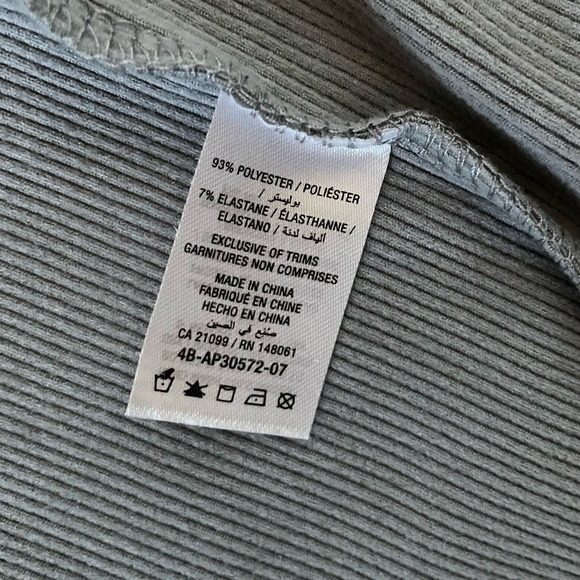 93% POLYESTER / POLIÉSTER
بوليستر /
7% ELASTANE / ÉLASTHANNE /
ELASTANO / ألياف لدنة
EXCLUSIVE OF TRIMS
GARNITURES NON COMPRISES
MADE IN CHINA
FABRIQUÉ EN CHINE
HECHO EN CHINA
صنع في الصين
CA 21099 / RN 148061
4B-AP30572-07